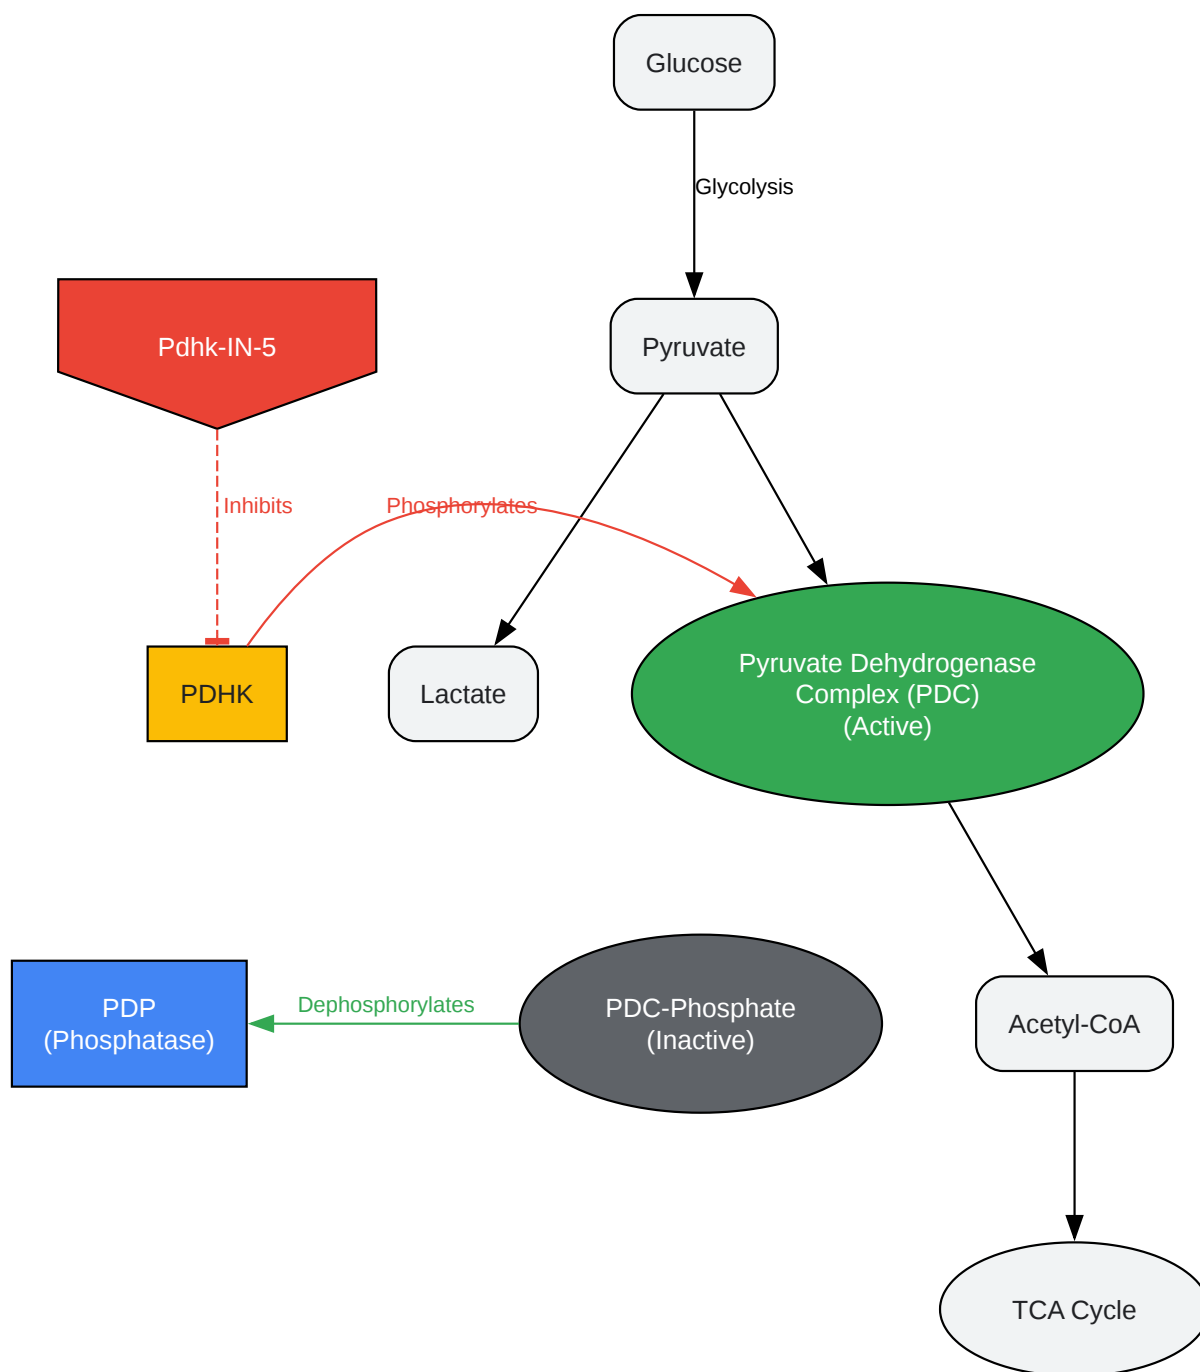 Glucose
Glycolysis
Pdhk-IN-5
Pyruvate
Inhibits
Phosphorylates
PDHK
Lactate
Pyruvate Dehydrogenase
Complex (PDC)
(Active)
PDP
(Phosphatase)
Dephosphorylates
PDC-Phosphate
(Inactive)
Acetyl-CoA
TCA Cycle